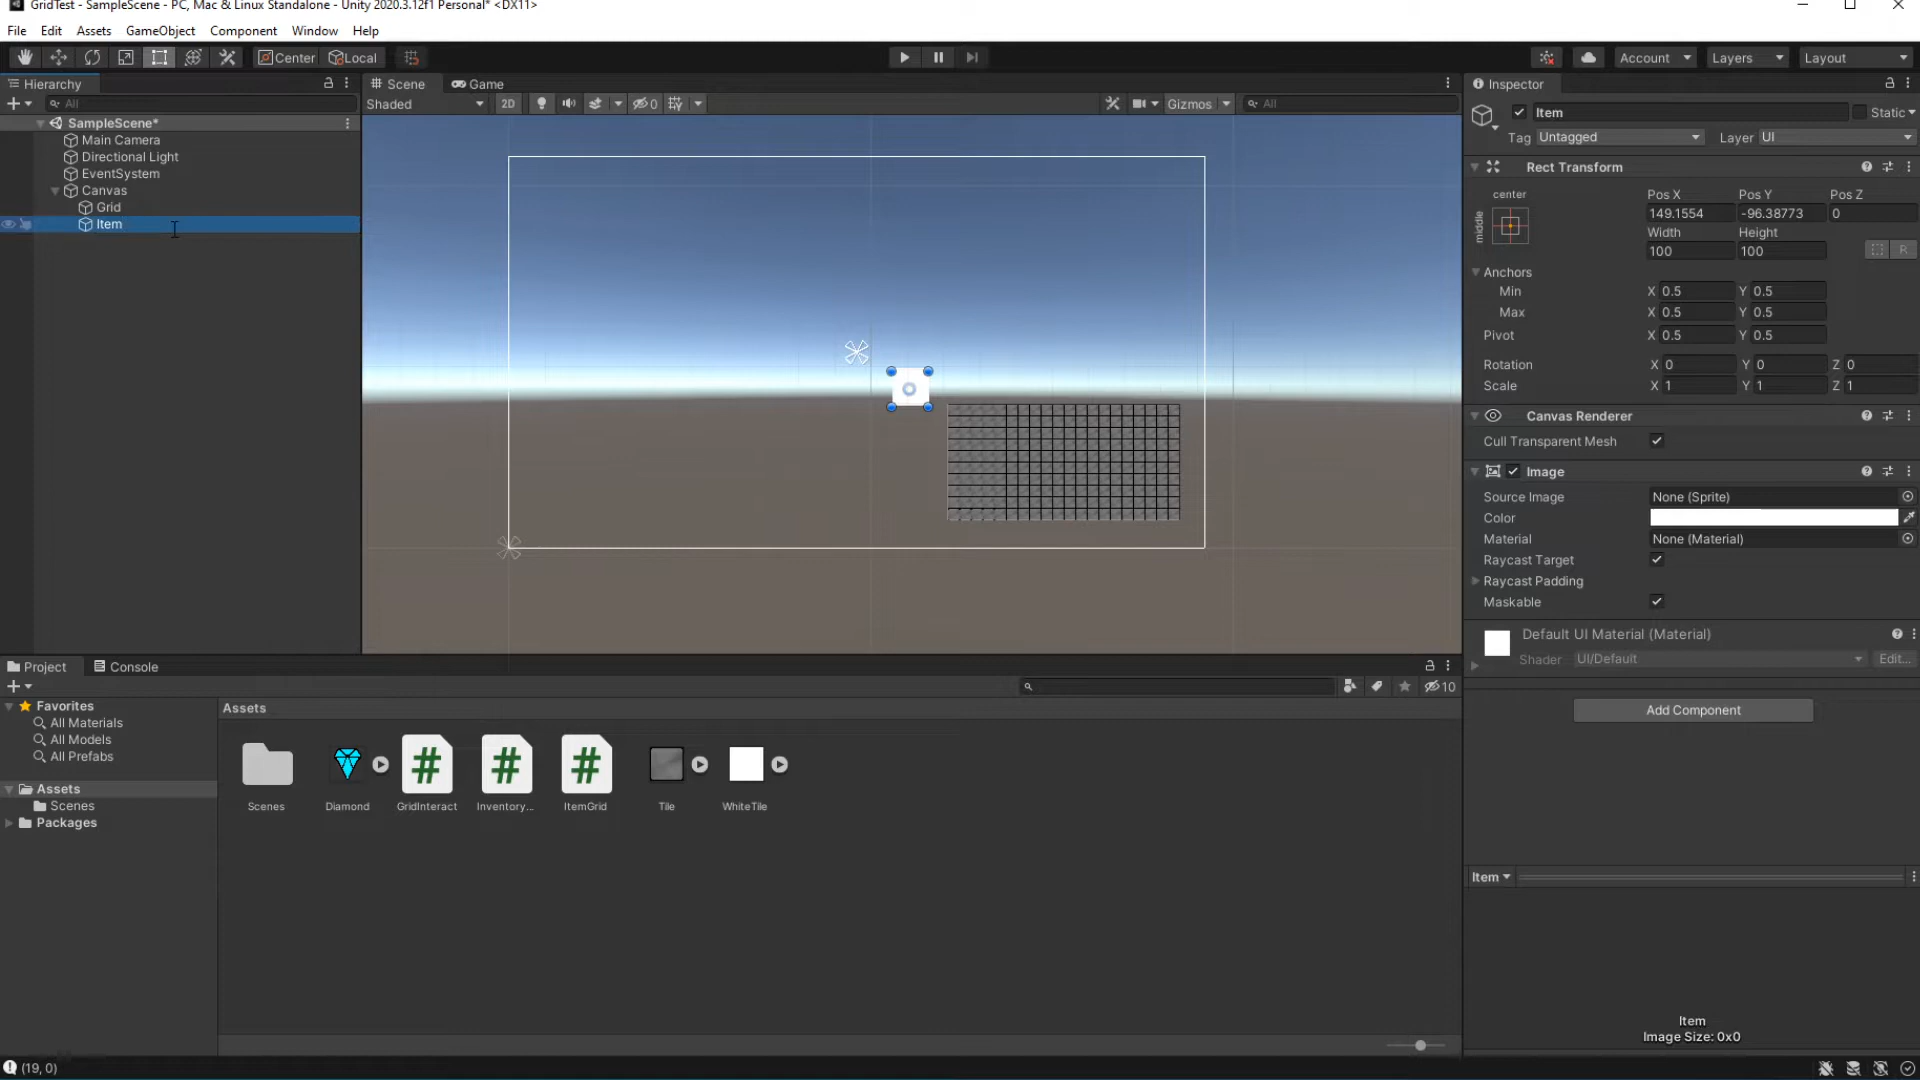 GridTest - SampleScene - PC, Mac & Linux Standalone - Unity 2020.3.12f1 Personal* <DX11>
File Edit Assets GameObject Component Window Help
Center Local Account Layers Layout
Hierarchy
All
SampleScene*
Main Camera
Directional Light
EventSystem
Canvas
Grid
Item
Scene Game
Shaded 2D 0 Gizmos All
Inspector
Item Static
Tag Untagged Layer UI
Rect Transform
center
middle
Pos X Pos Y Pos Z
149.1554 -96.38773 0
Width Height
100 100 R
Anchors
Min X 0.5 Y 0.5
Max X 0.5 Y 0.5
Pivot X 0.5 Y 0.5
Rotation X 0 Y 0 Z 0
Scale X 1 Y 1 Z 1
Canvas Renderer
Cull Transparent Mesh
Image
Source Image None (Sprite)
Color
Material None (Material)
Raycast Target
Raycast Padding
Maskable
Default UI Material (Material)
Shader UI/Default Edit...
Add Component
Item
Item
Image Size: 0x0
Project Console
10
Favorites
All Materials
All Models
All Prefabs
Assets
Scenes
Packages
Assets
Scenes Diamond GridInteract Inventory... ItemGrid Tile WhiteTile
(19, 0)